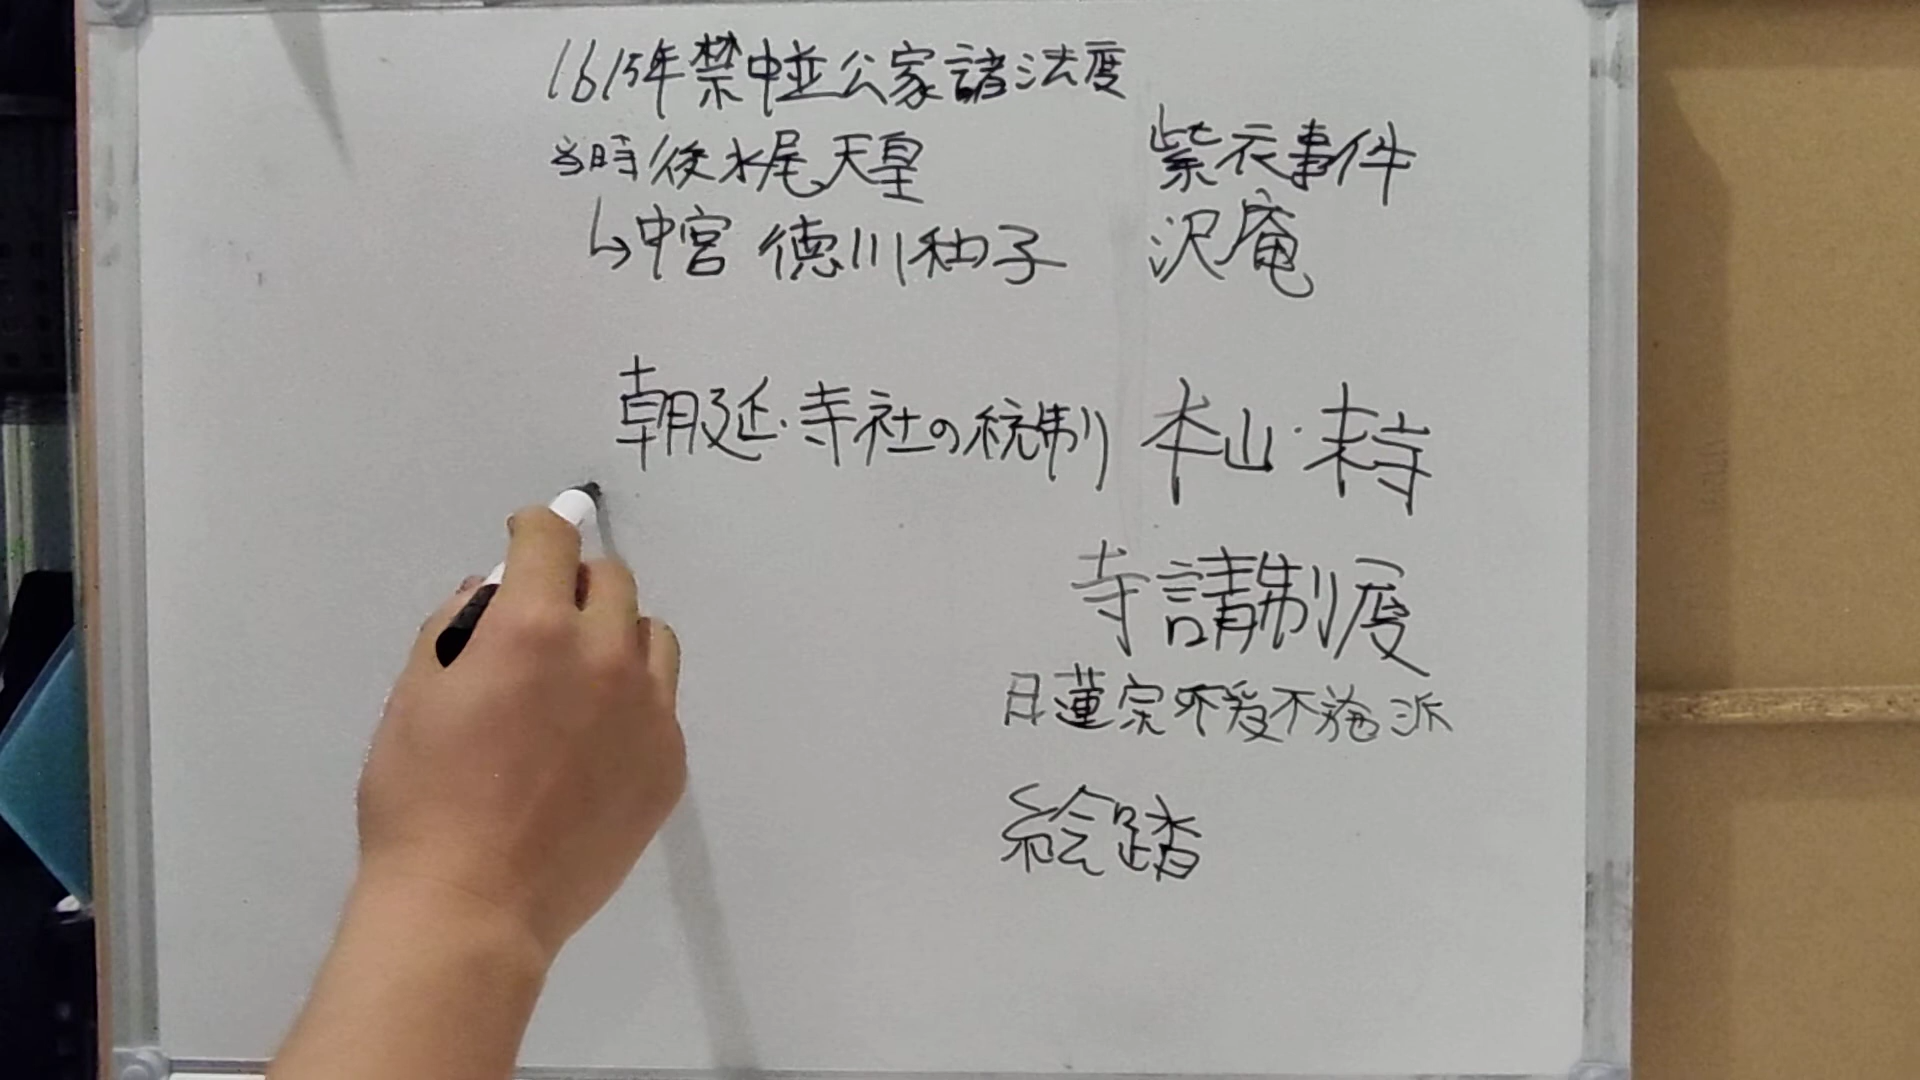 1615年禁中並公家諸法度
当時後水尾天皇
↳中宮 徳川和子
紫衣事件
沢庵
朝延・寺社の統制
本山・末寺
寺請制度
日蓮宗不受不施派
絵踏